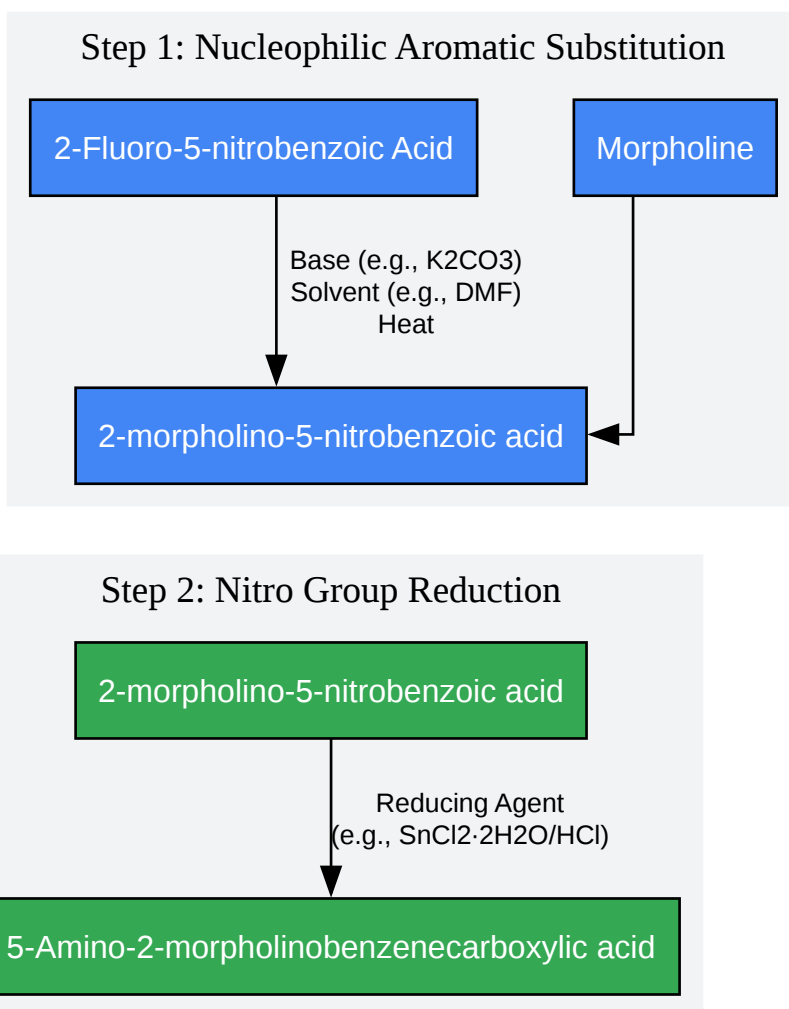 Step 1: Nucleophilic Aromatic Substitution
2-Fluoro-5-nitrobenzoic Acid
Morpholine
Base (e.g., K2CO3)
Solvent (e.g., DMF)
Heat
2-morpholino-5-nitrobenzoic acid
Step 2: Nitro Group Reduction
2-morpholino-5-nitrobenzoic acid
Reducing Agent
(e.g., SnCl2·2H2O/HCl)
5-Amino-2-morpholinobenzenecarboxylic acid